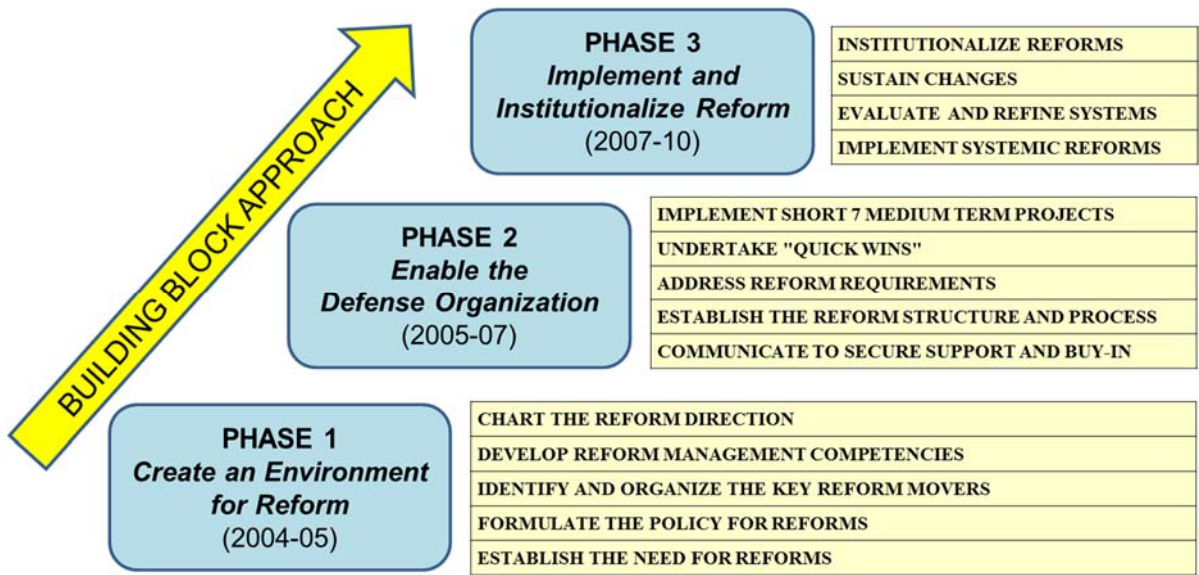 BUILDING BLOCK APPROACH
PHASE 3
Implement and
Institutionalize Reform
(2007-10)
INSTITUTIONALIZE REFORMS
SUSTAIN CHANGES
EVALUATE AND REFINE SYSTEMS
IMPLEMENT SYSTEMIC REFORMS
PHASE 2
Enable the
Defense Organization
(2005-07)
IMPLEMENT SHORT 7 MEDIUM TERM PROJECTS
UNDERTAKE "QUICK WINS"
ADDRESS REFORM REQUIREMENTS
ESTABLISH THE REFORM STRUCTURE AND PROCESS
COMMUNICATE TO SECURE SUPPORT AND BUY-IN
PHASE 1
Create an Environment
for Reform
(2004-05)
CHART THE REFORM DIRECTION
DEVELOP REFORM MANAGEMENT COMPETENCIES
IDENTIFY AND ORGANIZE THE KEY REFORM MOVERS
FORMULATE THE POLICY FOR REFORMS
ESTABLISH THE NEED FOR REFORMS